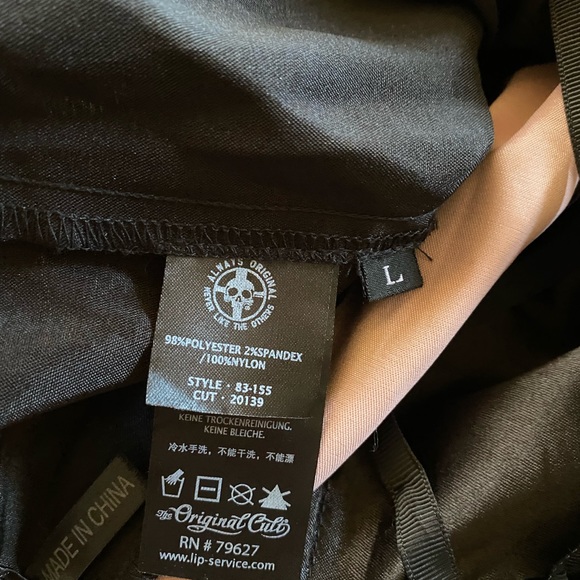 ALWAYS ORIGINAL
NEVER LIKE THE OTHERS
L
98%POLYESTER 2%SPANDEX
/100%NYLON
STYLE · 83-155
CUT · 20139
KEINE TROCKENREINIGUNG.
KEINE BLEICHE.
冷水手洗，不能干洗，不能漂
The Original Cult
RN # 79627
www.lip-service.com
MADE IN CHINA